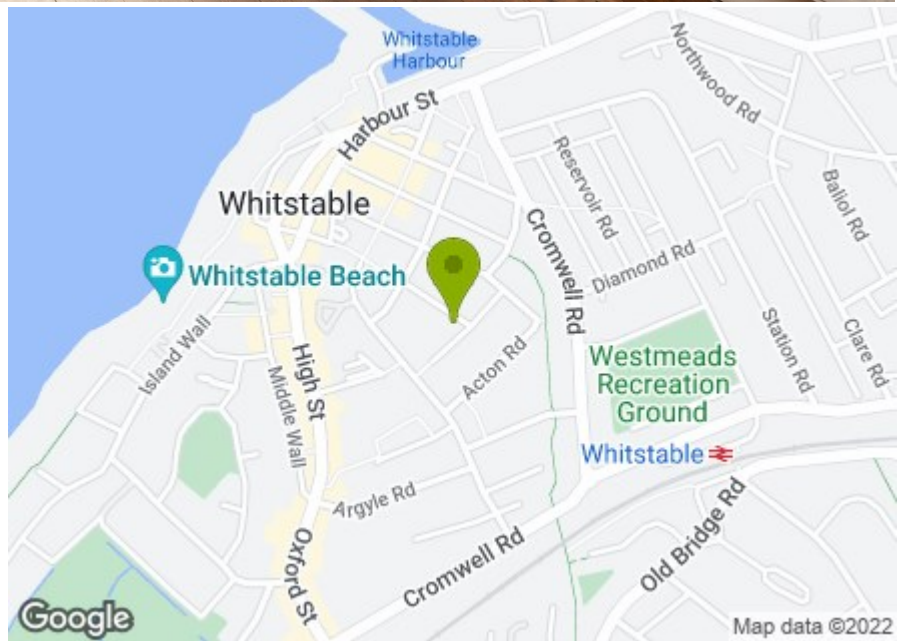 Whitstable
Harbour
Northwood Rd
Harbour St
Reservoir Rd
Baliol Rd
Whitstable
Cromwell Rd
Diamond Rd
Whitstable Beach
Island Wall
High St
Middle Wall
Acton Rd
Station Rd
Clare Rd
Westmeads
Recreation
Ground
Whitstable
Argyle Rd
Oxford St
Cromwell Rd
Old Bridge Rd
Google
Map data ©2022